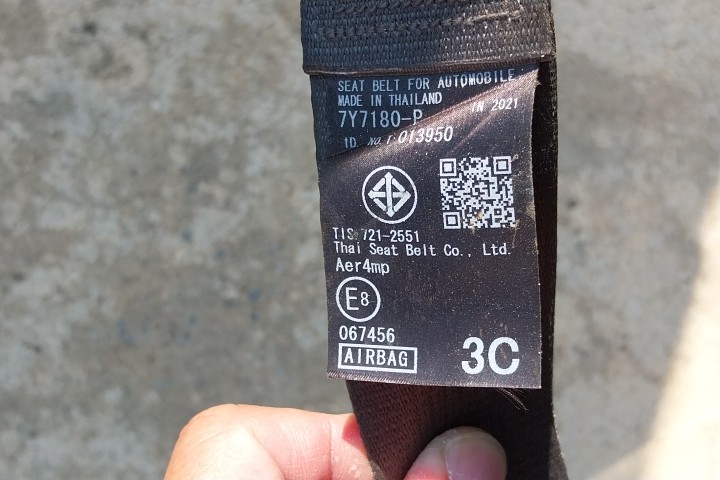 SEAT BELT FOR AUTOMOBILE
MADE IN THAILAND IN 2021
7Y7180-P
ID NO. 013950
TIS 721-2551
Thai Seat Belt Co., Ltd.
Aer4mp
E8
067456
AIRBAG 3C